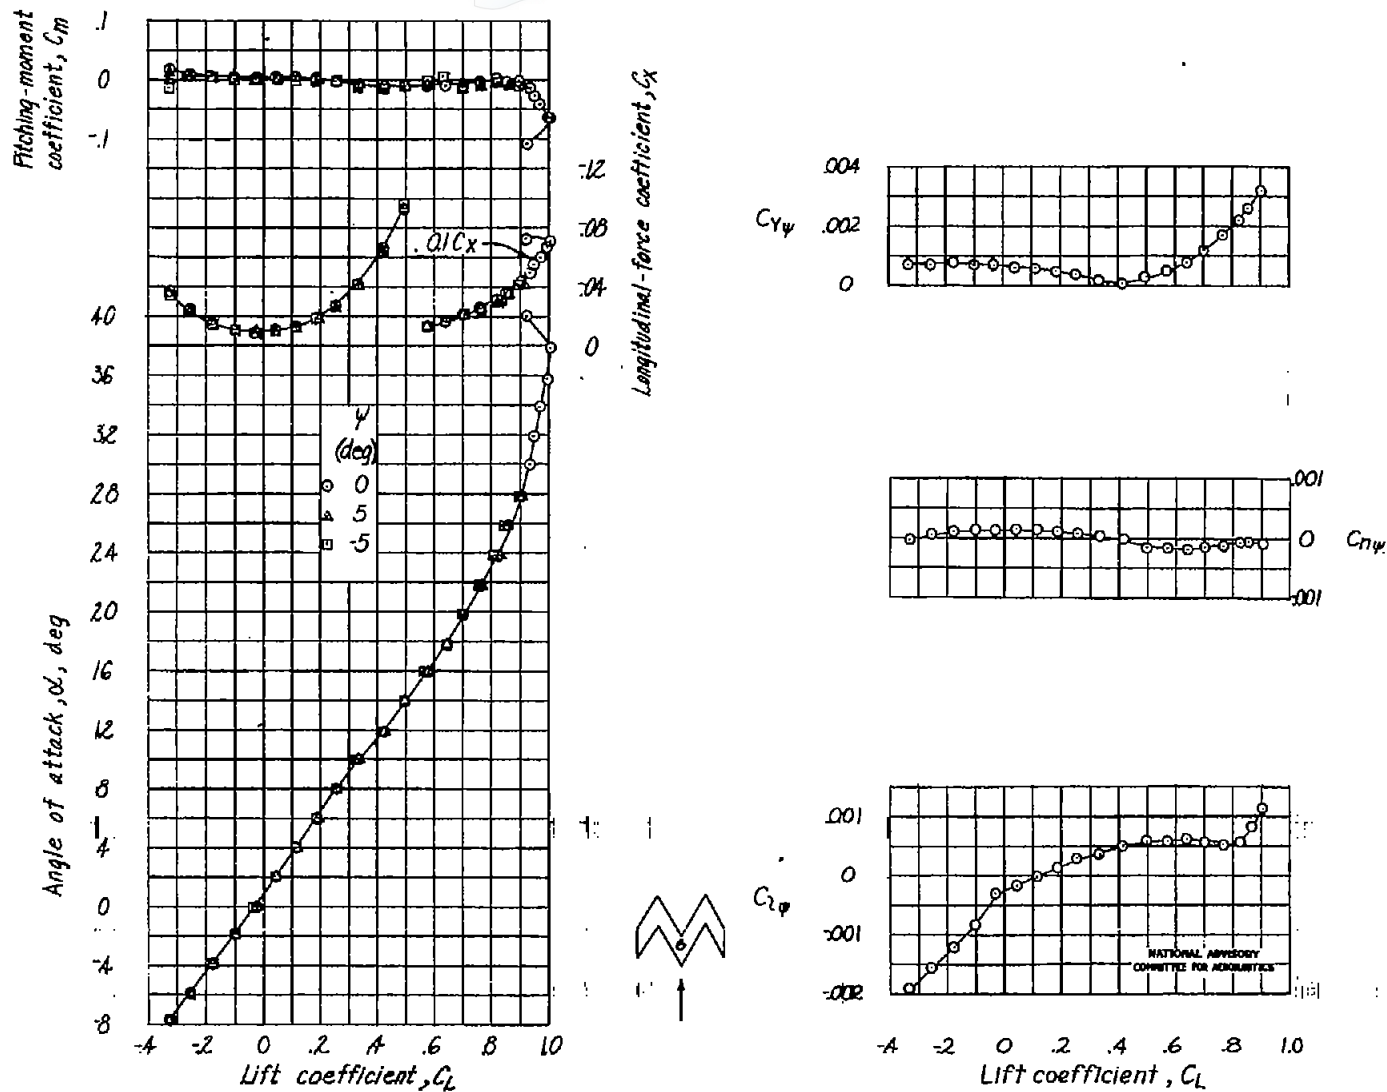 Pitching-moment
coefficient, Cm
.1
0
-.1
Longitudinal-force coefficient, Cx
-.12
-.08
-.04
0
0.1Cx
Angle of attack, α, deg
40
36
32
28
24
20
16
12
8
4
0
-4
-8
ψ
(deg)
0
5
-5
-.4 -.2 0 .2 .4 .6 .8 1.0
Lift coefficient, CL
6
CYψ
.004
.002
0
.001
0
-.001
Cnψ
Clψ
.001
0
-.001
-.002
NATIONAL ADVISORY
COMMITTEE FOR AERONAUTICS
-.4 -.2 0 .2 .4 .6 .8 1.0
Lift coefficient, CL